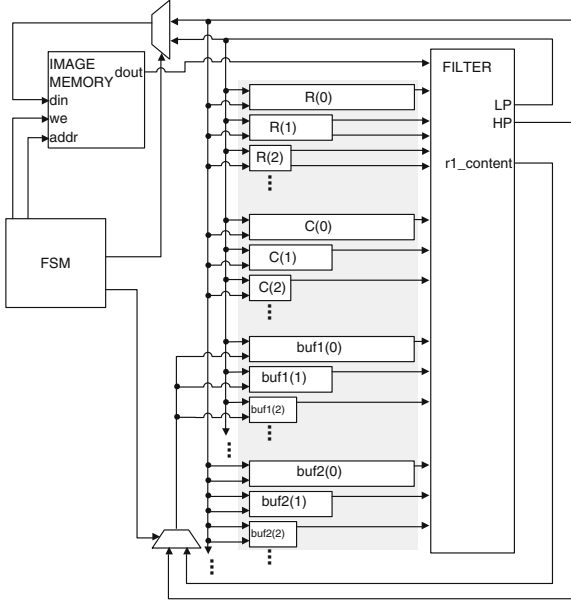 IMAGE
MEMORY
dout
din
we
addr
FSM
FILTER
LP
HP
r1_content
R(0)
R(1)
R(2)
C(0)
C(1)
C(2)
buf1(0)
buf1(1)
buf1(2)
buf2(0)
buf2(1)
buf2(2)